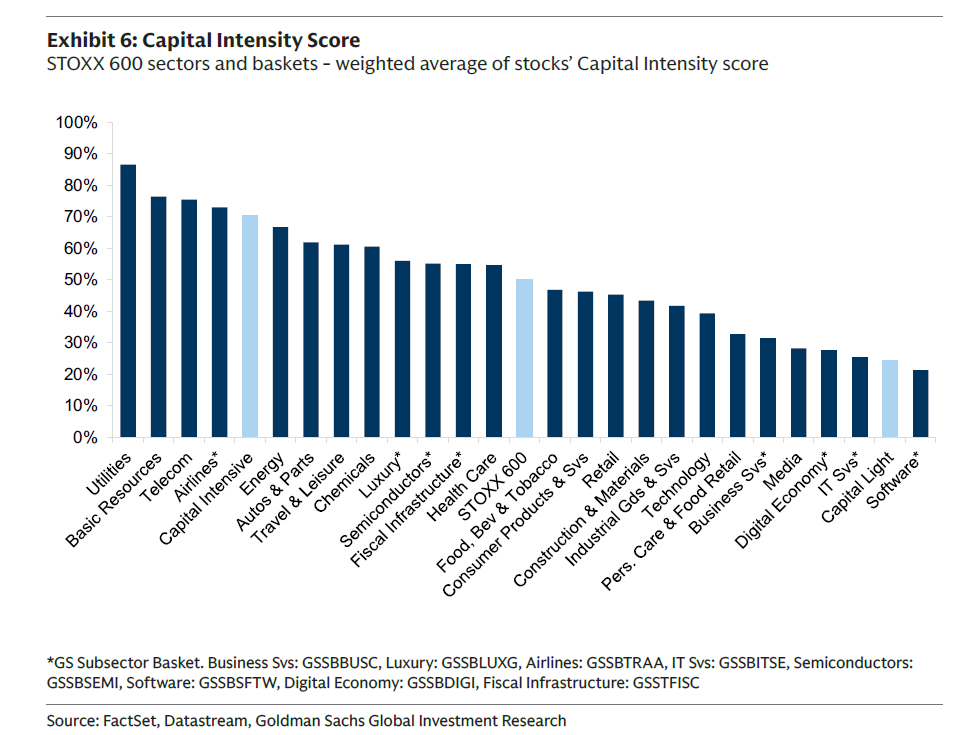 Exhibit 6: Capital Intensity Score
STOXX 600 sectors and baskets - weighted average of stocks' Capital Intensity score
100%
90%
80%
70%
60%
50%
40%
30%
20%
10%
0%
Utilities
Basic Resources
Telecom
Airlines*
Capital Intensive
Energy
Autos & Parts
Travel & Leisure
Chemicals
Luxury*
Semiconductors*
Fiscal Infrastructure*
Health Care
STOXX 600
Food, Bev & Tobacco
Consumer Products & Svs
Retail
Construction & Materials
Industrial Gds & Svs
Technology
Pers. Care & Food Retail
Business Svs*
Media
Digital Economy*
IT Svs*
Capital Light
Software*
*GS Subsector Basket. Business Svs: GSSBBUSC, Luxury: GSSBLUXG, Airlines: GSSBTRAA, IT Svs: GSSBITSE, Semiconductors:
GSSBSEMI, Software: GSSBSFTW, Digital Economy: GSSBDIGI, Fiscal Infrastructure: GSSTFISC
Source: FactSet, Datastream, Goldman Sachs Global Investment Research